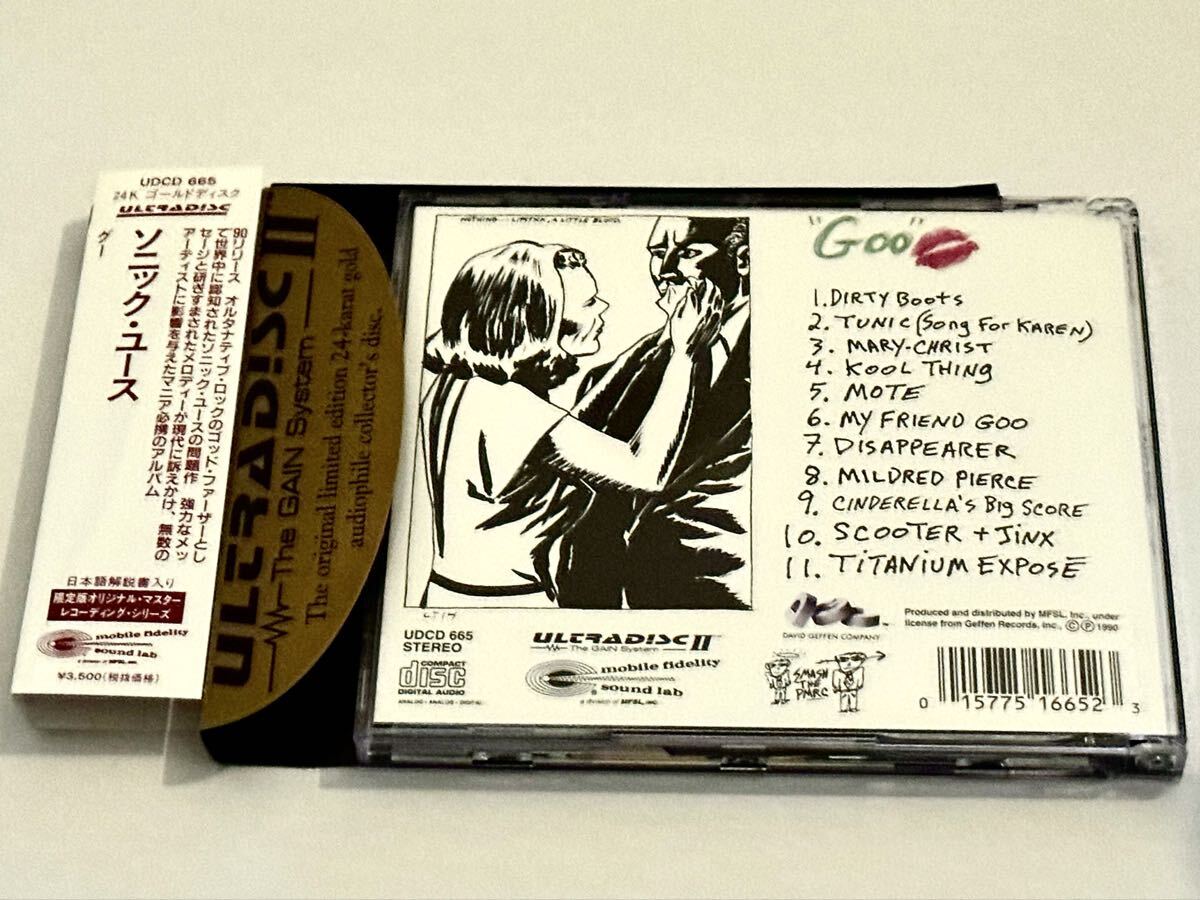 UDCD 665
24K ゴールドディスク
ULTRADISC
'90リリース オルタナティブ・ロックのゴッド・ファーザーとし
て世界中に認知されたソニック・ユースの問題作 強力なメッ
セージと研ぎすまされたメロディーが現代に訴えかけ、無数の
アーティストに影響を与えたマニア必携のアルバム
ソニック・ユース
グー
日本語解説書入り
限定版オリジナル・マスター
レコーディング・シリーズ
mobile fidelity
sound lab
a division of MFSL, INC.
¥3,500(税抜価格)
ULTRADISC II
The GAIN System
The original limited edition 24-karat gold
audiophile collector's disc.
NOTHING... LIPSTICK, A LITTLE BLOOD.
"GOO"
1. DIRTY BOOTS
2. TUNIC (SONG FOR KAREN)
3. MARY-CHRIST
4. KOOL THING
5. MOTE
6. MY FRIEND GOO
7. DISAPPEARER
8. MILDRED PIERCE
9. CINDERELLA'S BIG SCORE
10. SCOOTER + JINX
11. TITANIUM EXPOSE
UDCD 665
STEREO
COMPACT
disc
DIGITAL AUDIO
ANALOG · ANALOG · DIGITAL
ULTRADISC II
The GAIN System
mobile fidelity
sound lab
a division of MFSL, INC.
DAVID GEFFEN COMPANY
SMASH
THE
PMRC
Produced and distributed by MFSL, Inc., under
license from Geffen Records, Inc., Ⓒ Ⓟ 1990
0 15775 16652 3